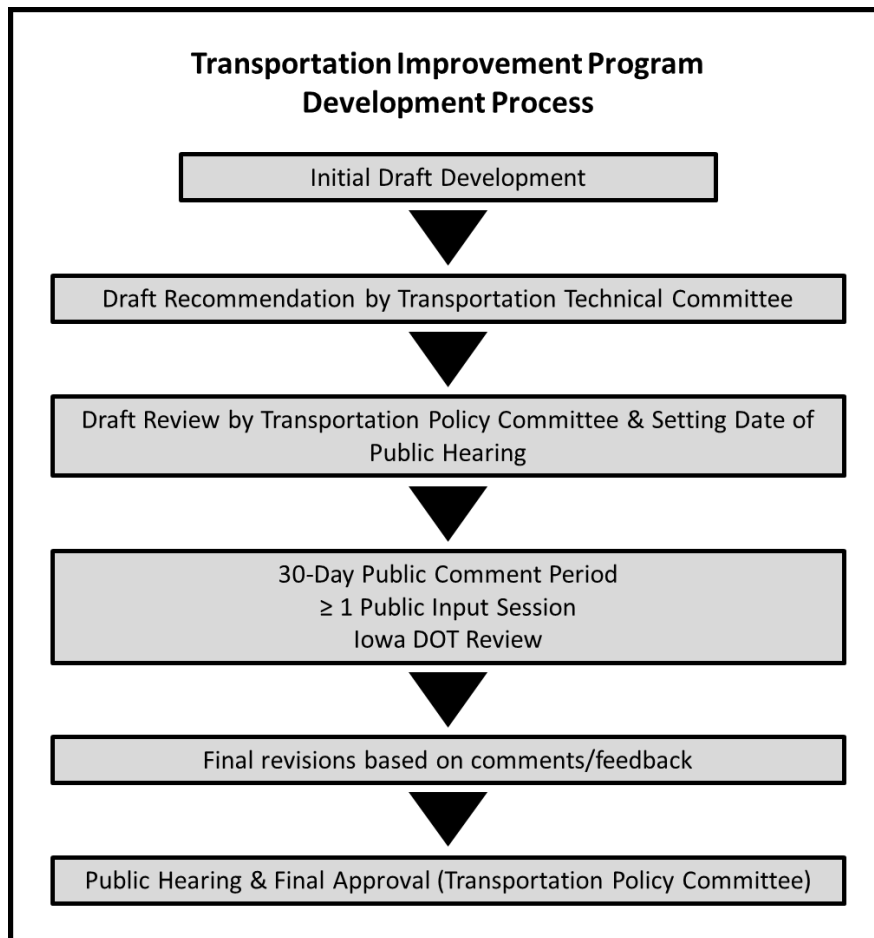 Transportation Improvement Program
Development Process
Initial Draft Development
Draft Recommendation by Transportation Technical Committee
Draft Review by Transportation Policy Committee & Setting Date of
Public Hearing
30-Day Public Comment Period
≥ 1 Public Input Session
Iowa DOT Review
Final revisions based on comments/feedback
Public Hearing & Final Approval (Transportation Policy Committee)